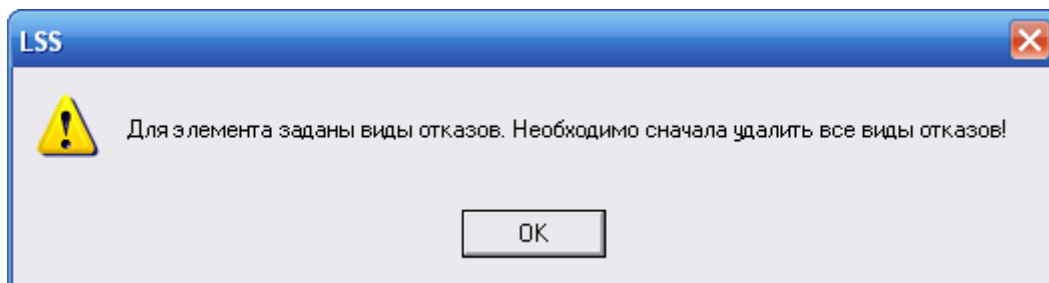 LSS
Для элемента заданы виды отказов. Необходимо сначала удалить все виды отказов!
OK